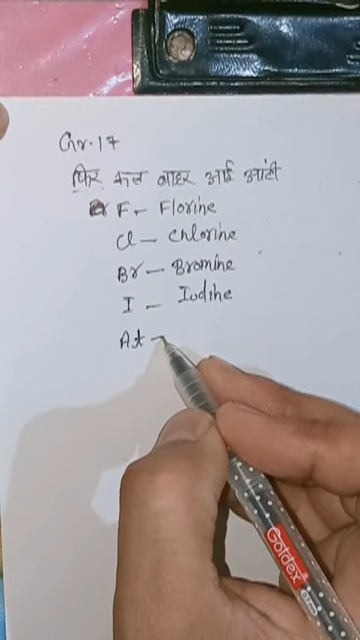 Gr. 17
फिर कल बाहर आई आंटी
F – Florine
Cl – Chlorine
Br – Bromine
I – Iodine
At –
Goldex